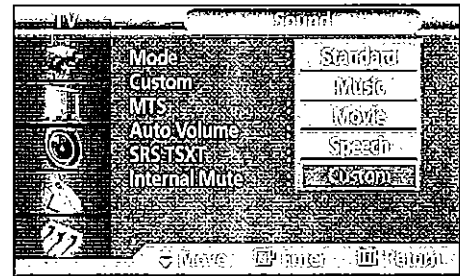 TV Sound
Mode Standard
Custom Music
MTS Movie
Auto Volume Speech
SRS TSXT Custom
Internal Mute
Move Enter Return